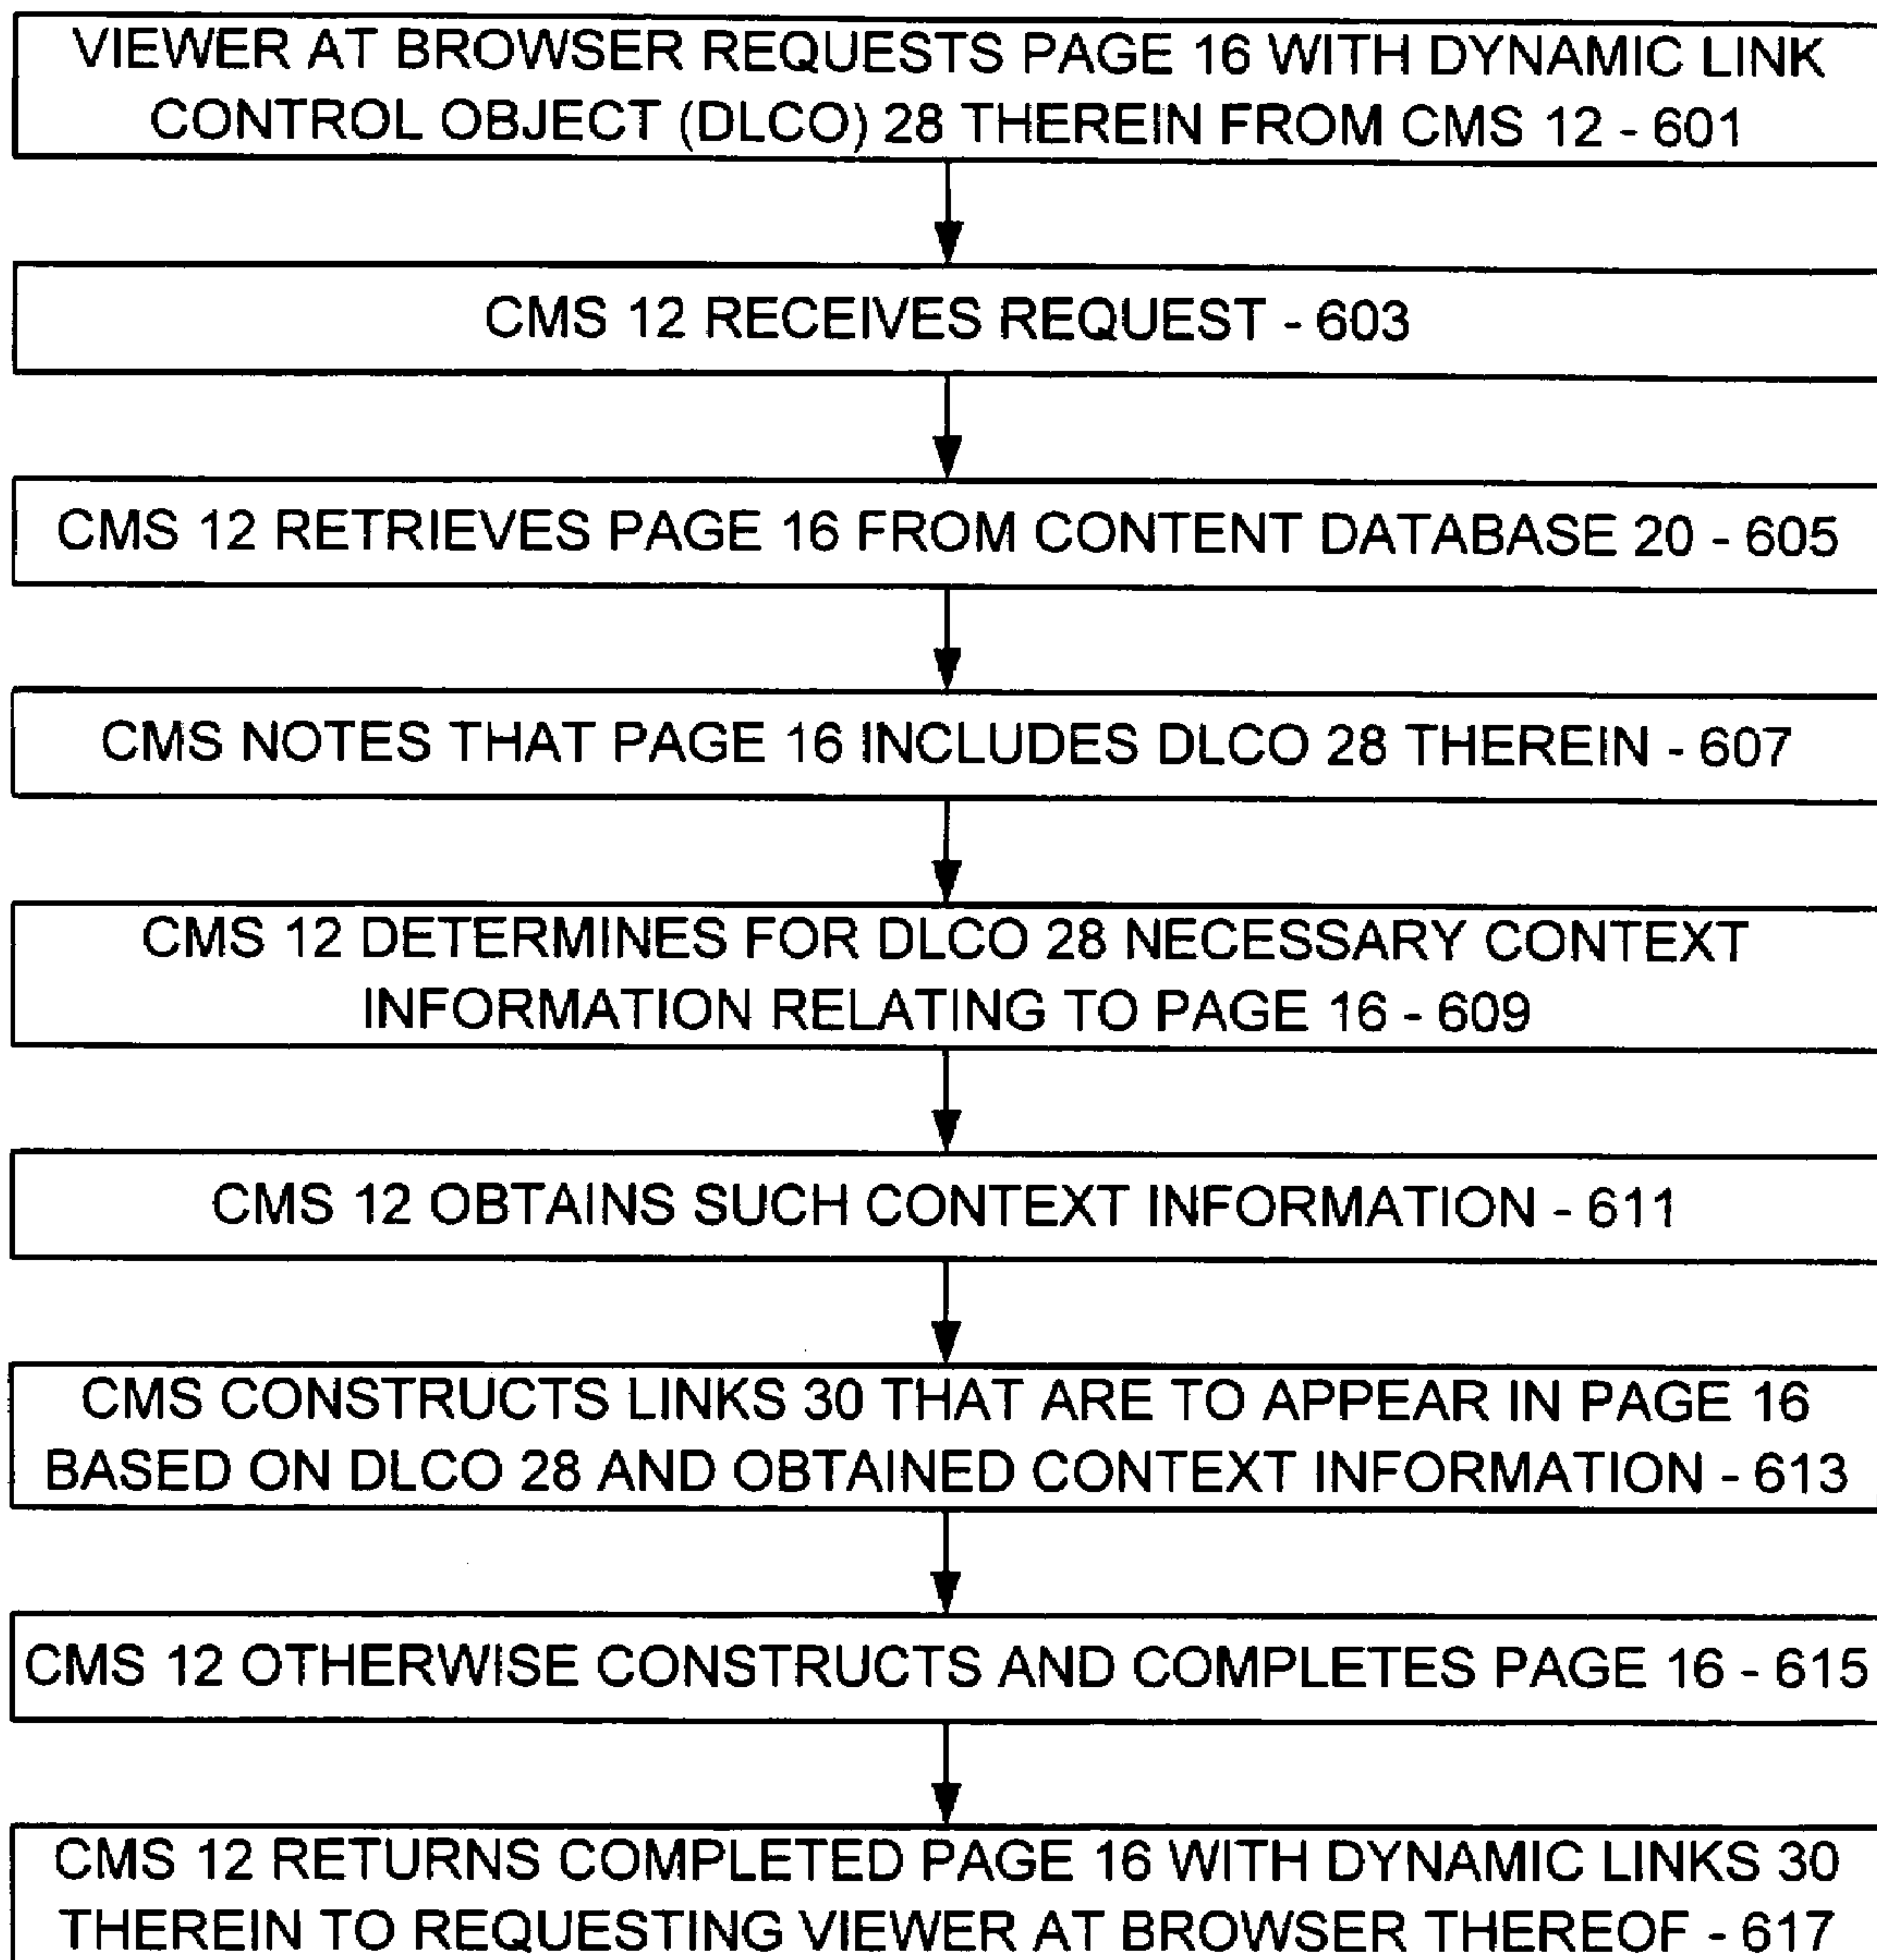 VIEWER AT BROWSER REQUESTS PAGE 16 WITH DYNAMIC LINK
CONTROL OBJECT (DLCO) 28 THEREIN FROM CMS 12 - 601
CMS 12 RECEIVES REQUEST - 603
CMS 12 RETRIEVES PAGE 16 FROM CONTENT DATABASE 20 - 605
CMS NOTES THAT PAGE 16 INCLUDES DLCO 28 THEREIN - 607
CMS 12 DETERMINES FOR DLCO 28 NECESSARY CONTEXT
INFORMATION RELATING TO PAGE 16 - 609
CMS 12 OBTAINS SUCH CONTEXT INFORMATION - 611
CMS CONSTRUCTS LINKS 30 THAT ARE TO APPEAR IN PAGE 16
BASED ON DLCO 28 AND OBTAINED CONTEXT INFORMATION - 613
CMS 12 OTHERWISE CONSTRUCTS AND COMPLETES PAGE 16 - 615
CMS 12 RETURNS COMPLETED PAGE 16 WITH DYNAMIC LINKS 30
THEREIN TO REQUESTING VIEWER AT BROWSER THEREOF - 617